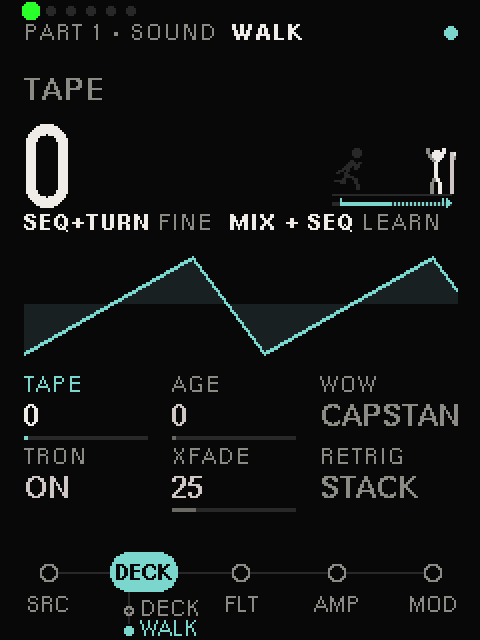 PART 1 · SOUND WALK
TAPE
0
SEQ+TURN FINE MIX + SEQ LEARN
TAPE AGE WOW
0 0 CAPSTAN
TRON XFADE RETRIG
ON 25 STACK
DECK
SRC DECK FLT AMP MOD
WALK